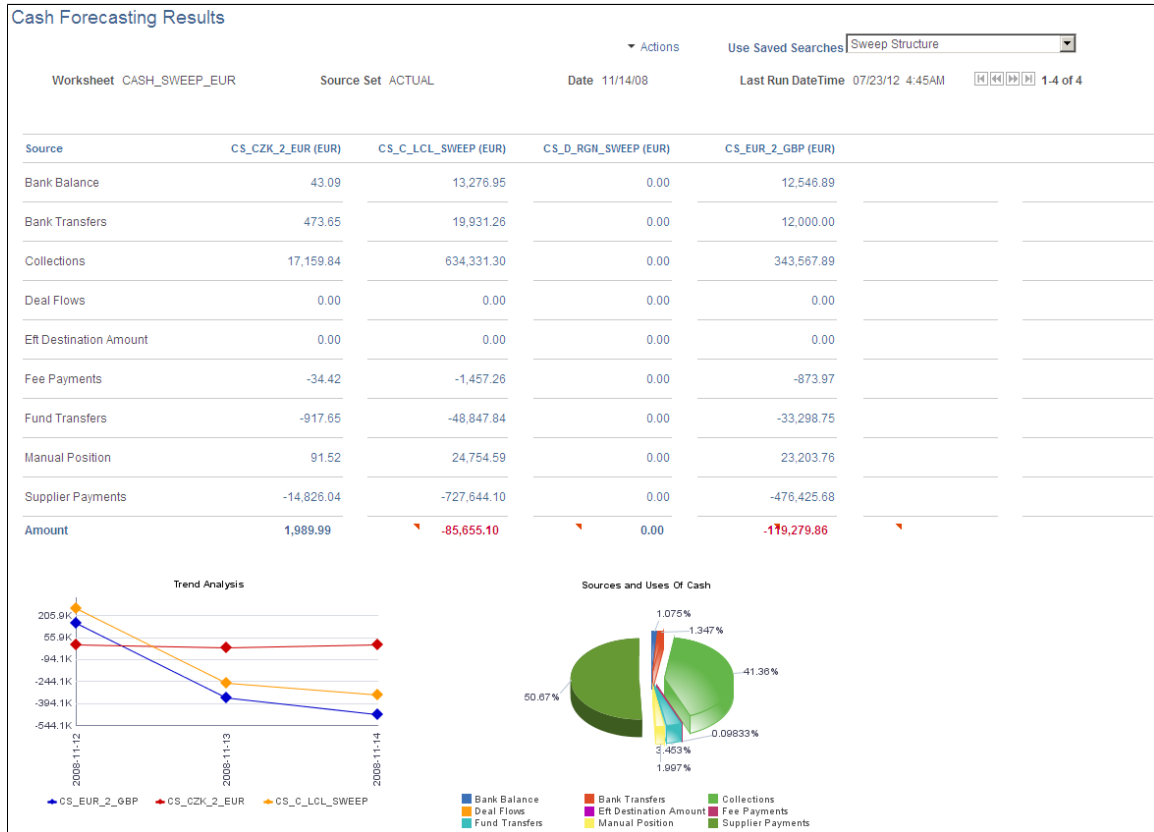 Cash Forecasting Results
Actions Use Saved Searches Sweep Structure
Worksheet CASH_SWEEP_EUR Source Set ACTUAL Date 11/14/08 Last Run DateTime 07/23/12 4:45AM 1-4 of 4
Source CS_CZK_2_EUR (EUR) CS_C_LCL_SWEEP (EUR) CS_D_RGN_SWEEP (EUR) CS_EUR_2_GBP (EUR)
Bank Balance 43.09 13,276.95 0.00 12,546.89
Bank Transfers 473.65 19,931.26 0.00 12,000.00
Collections 17,159.84 634,331.30 0.00 343,567.89
Deal Flows 0.00 0.00 0.00 0.00
Eft Destination Amount 0.00 0.00 0.00 0.00
Fee Payments -34.42 -1,457.26 0.00 -873.97
Fund Transfers -917.65 -48,847.84 0.00 -33,298.75
Manual Position 91.52 24,754.59 0.00 23,203.76
Supplier Payments -14,826.04 -727,644.10 0.00 -476,425.68
Amount 1,989.99 -85,655.10 0.00 -119,279.86
Trend Analysis
205.9K
55.9K
-94.1K
-244.1K
-394.1K
-544.1K
2008-11-12 2008-11-13 2008-11-14
CS_EUR_2_GBP CS_CZK_2_EUR CS_C_LCL_SWEEP
Sources and Uses Of Cash
1.075%
1.347%
41.36%
50.67%
0.09833%
3.453%
1.997%
Bank Balance Bank Transfers Collections
Deal Flows Eft Destination Amount Fee Payments
Fund Transfers Manual Position Supplier Payments